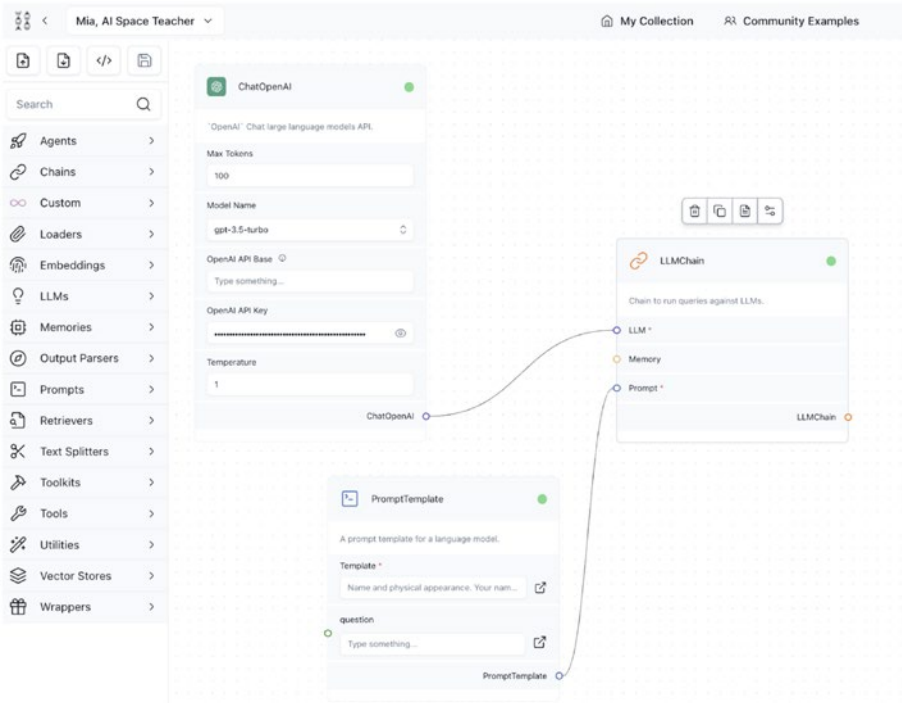 Mia, AI Space Teacher
My Collection
Community Examples
Search
Agents
Chains
Custom
Loaders
Embeddings
LLMs
Memories
Output Parsers
Prompts
Retrievers
Text Splitters
Toolkits
Tools
Utilities
Vector Stores
Wrappers
ChatOpenAI
`OpenAI` Chat large language models API.
Max Tokens
100
Model Name
gpt-3.5-turbo
OpenAI API Base
Type something...
OpenAI API Key
Temperature
1
ChatOpenAI
LLMChain
Chain to run queries against LLMs.
LLM *
Memory
Prompt *
LLMChain
PromptTemplate
A prompt template for a language model.
Template *
Name and physical appearance. Your nam...
question
Type something...
PromptTemplate